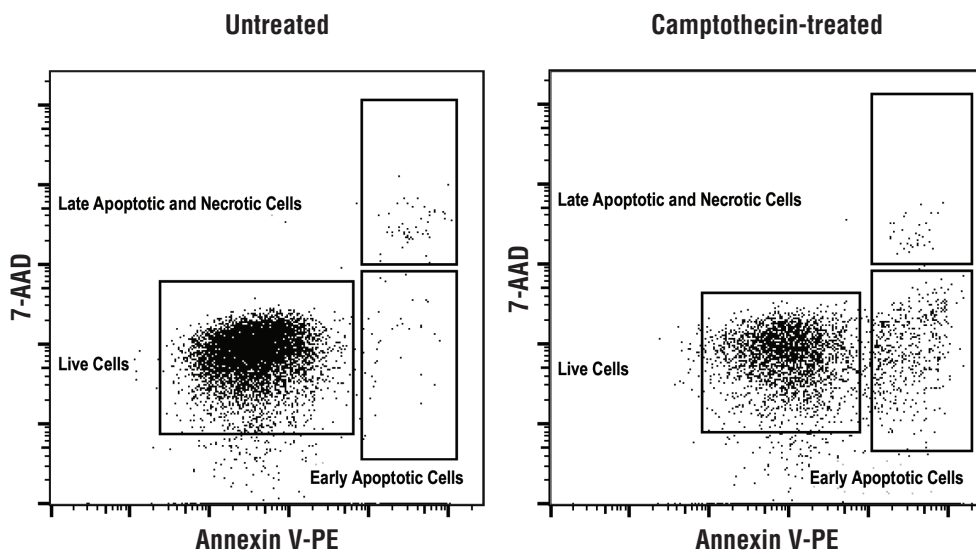 Untreated
Camptothecin-treated
Late Apoptotic and Necrotic Cells
Late Apoptotic and Necrotic Cells
7-AAD
7-AAD
Live Cells
Live Cells
Early Apoptotic Cells
Early Apoptotic Cells
Annexin V-PE
Annexin V-PE